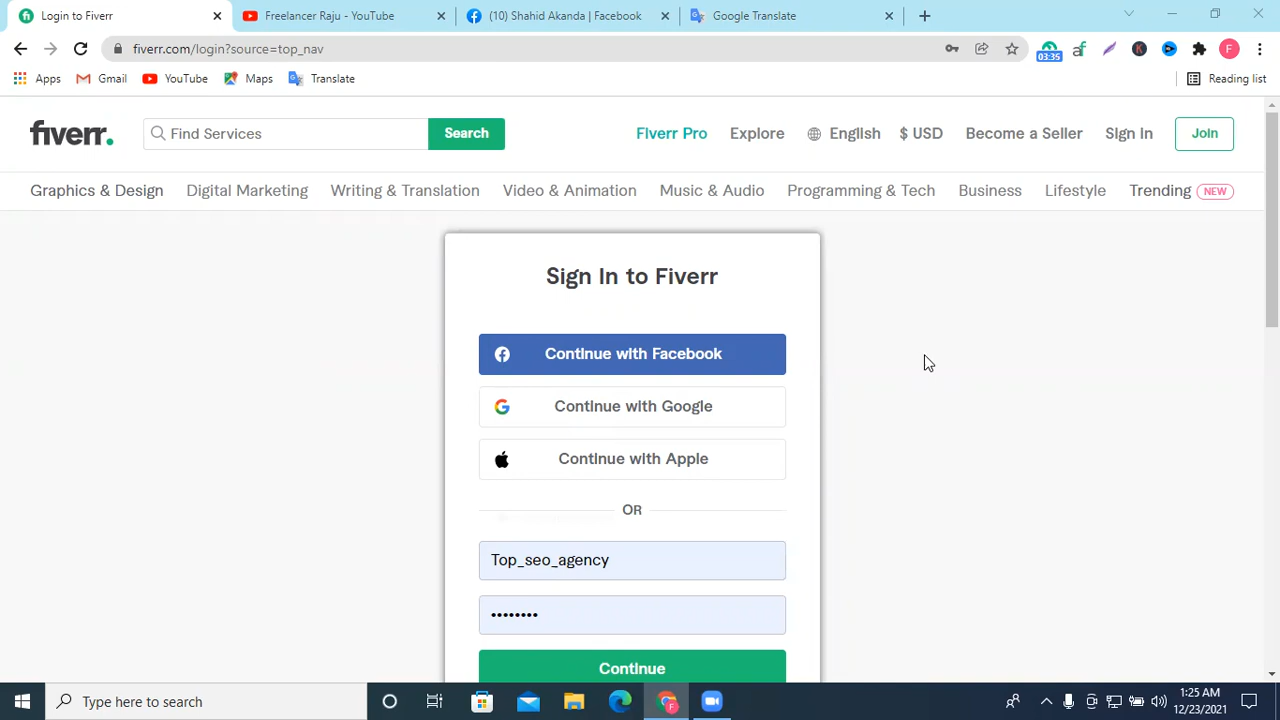 Login to Fiverr
Freelancer Raju - YouTube
(10) Shahid Akanda | Facebook
Google Translate
fiverr.com/login?source=top_nav
03:35
F
Apps
Gmail
YouTube
Maps
Translate
Reading list
fiverr.
Find Services
Search
Fiverr Pro
Explore
English
$ USD
Become a Seller
Sign In
Join
Graphics & Design
Digital Marketing
Writing & Translation
Video & Animation
Music & Audio
Programming & Tech
Business
Lifestyle
Trending NEW
Sign In to Fiverr
Continue with Facebook
Continue with Google
Continue with Apple
OR
Top_seo_agency
••••••••
Continue
Type here to search
1:25 AM
12/23/2021